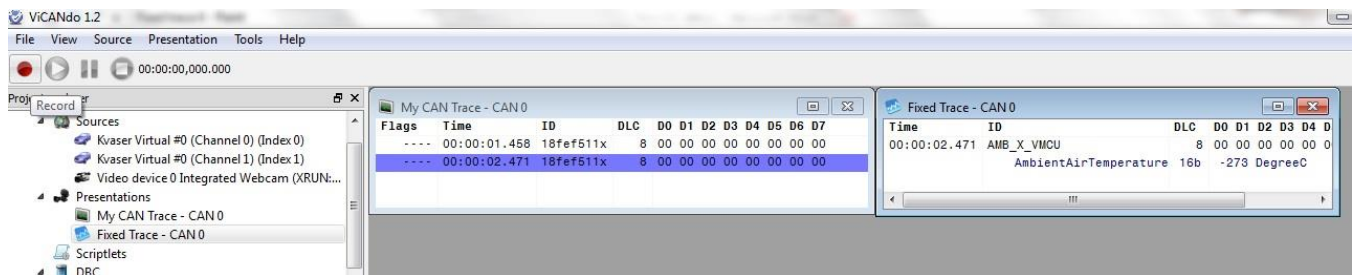 ViCANdo 1.2
File View Source Presentation Tools Help
00:00:00,000.000
Record
Sources
Kvaser Virtual #0 (Channel 0) (Index 0)
Kvaser Virtual #0 (Channel 1) (Index 1)
Video device 0 Integrated Webcam (XRUN:...
Presentations
My CAN Trace - CAN 0
Fixed Trace - CAN 0
Scriptlets
DBC
My CAN Trace - CAN 0
Flags Time ID DLC D0 D1 D2 D3 D4 D5 D6 D7
---- 00:00:01.458 18fef511x 8 00 00 00 00 00 00 00 00
---- 00:00:02.471 18fef511x 8 00 00 00 00 00 00 00 00
Fixed Trace - CAN 0
Time ID DLC D0 D1 D2 D3 D4 D
00:00:02.471 AMB_X_VMCU 8 00 00 00 00 00 0
AmbientAirTemperature 16b -273 DegreeC